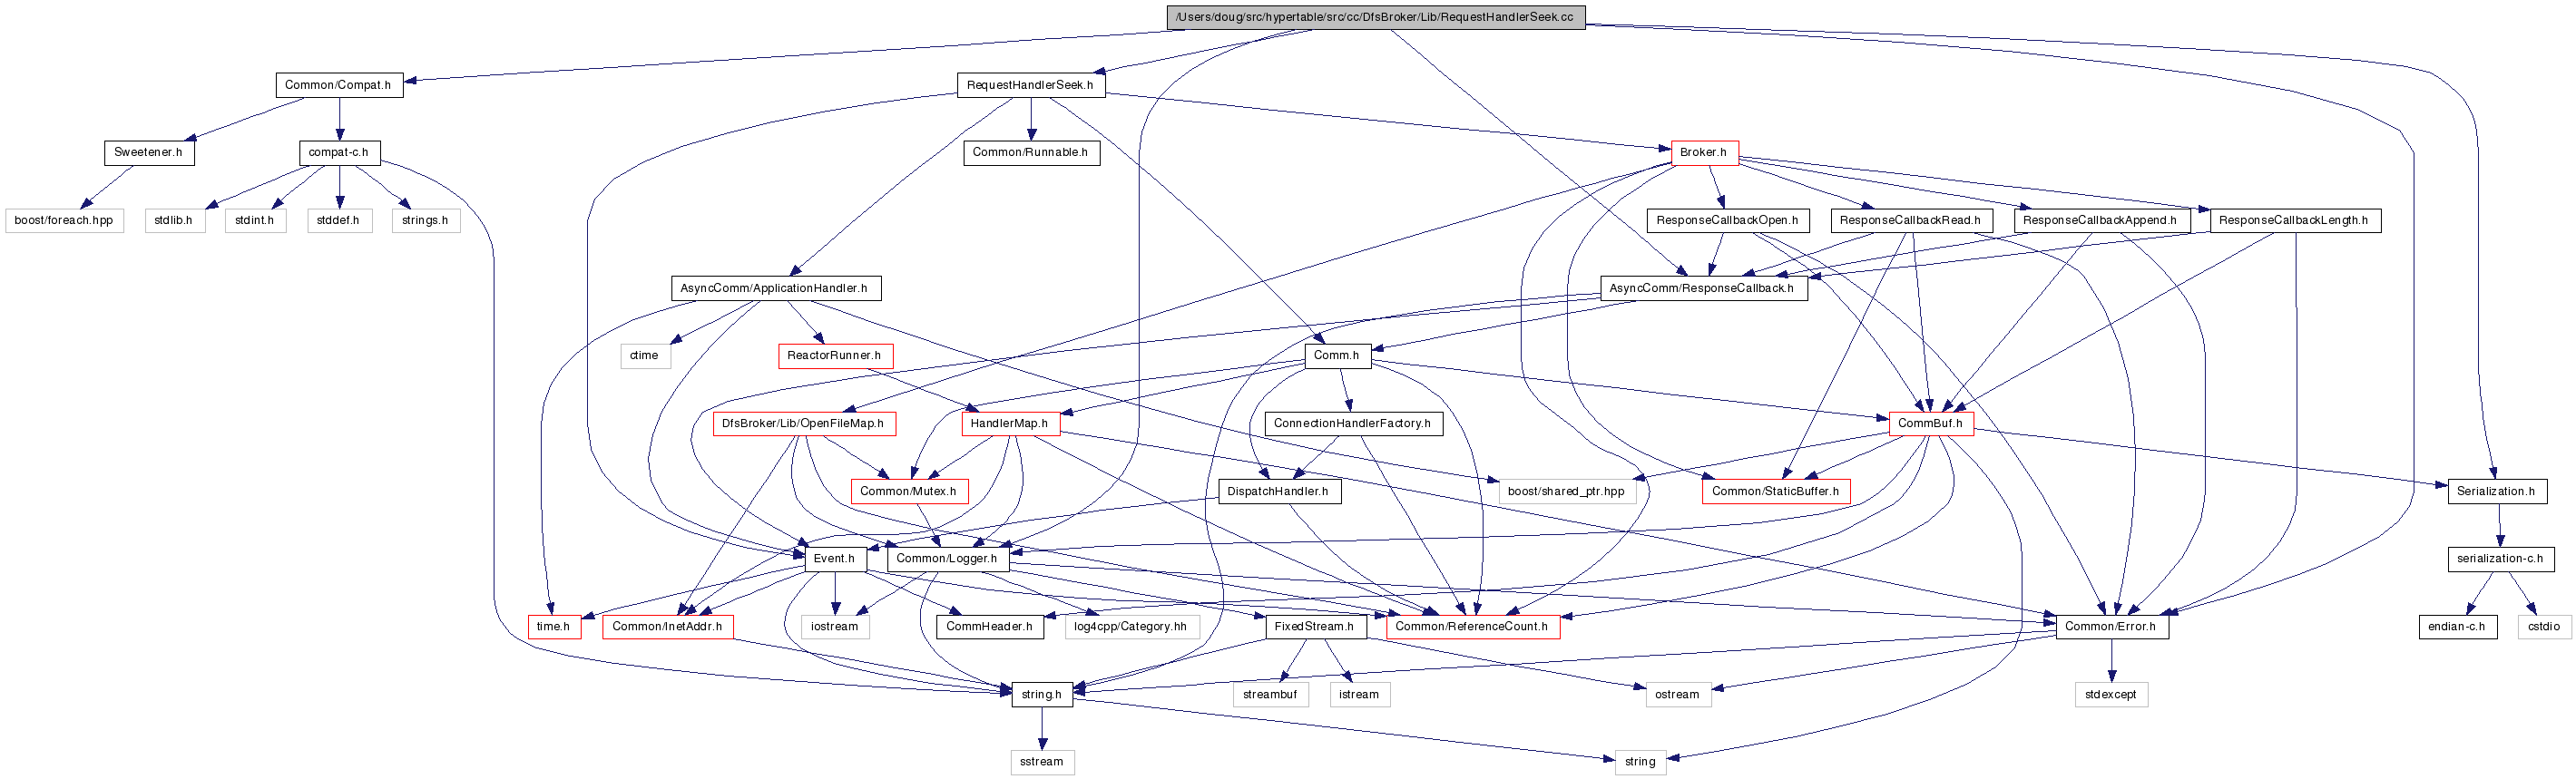 /Users/doug/src/hypertable/src/cc/DfsBroker/Lib/RequestHandlerSeek.cc
Common/Compat.h
RequestHandlerSeek.h
Sweetener.h
compat-c.h
Common/Runnable.h
Broker.h
boost/foreach.hpp
stdlib.h
stdint.h
stddef.h
strings.h
ResponseCallbackOpen.h
ResponseCallbackRead.h
ResponseCallbackAppend.h
ResponseCallbackLength.h
AsyncComm/ApplicationHandler.h
AsyncComm/ResponseCallback.h
ctime
ReactorRunner.h
Comm.h
DfsBroker/Lib/OpenFileMap.h
HandlerMap.h
ConnectionHandlerFactory.h
CommBuf.h
Common/Mutex.h
DispatchHandler.h
boost/shared_ptr.hpp
Common/StaticBuffer.h
Serialization.h
Event.h
Common/Logger.h
serialization-c.h
time.h
Common/InetAddr.h
iostream
CommHeader.h
log4cpp/Category.hh
FixedStream.h
Common/ReferenceCount.h
Common/Error.h
endian-c.h
cstdio
string.h
streambuf
istream
ostream
stdexcept
sstream
string